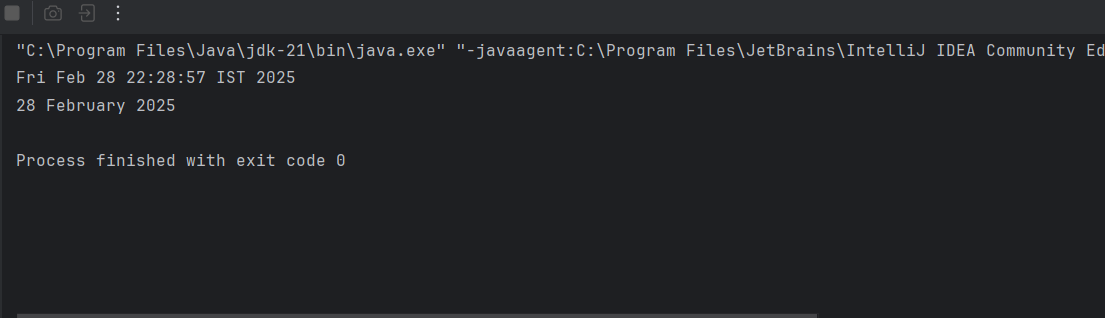 "C:\Program Files\Java\jdk-21\bin\java.exe" "-javaagent:C:\Program Files\JetBrains\IntelliJ IDEA Community Ed
Fri Feb 28 22:28:57 IST 2025
28 February 2025
Process finished with exit code 0